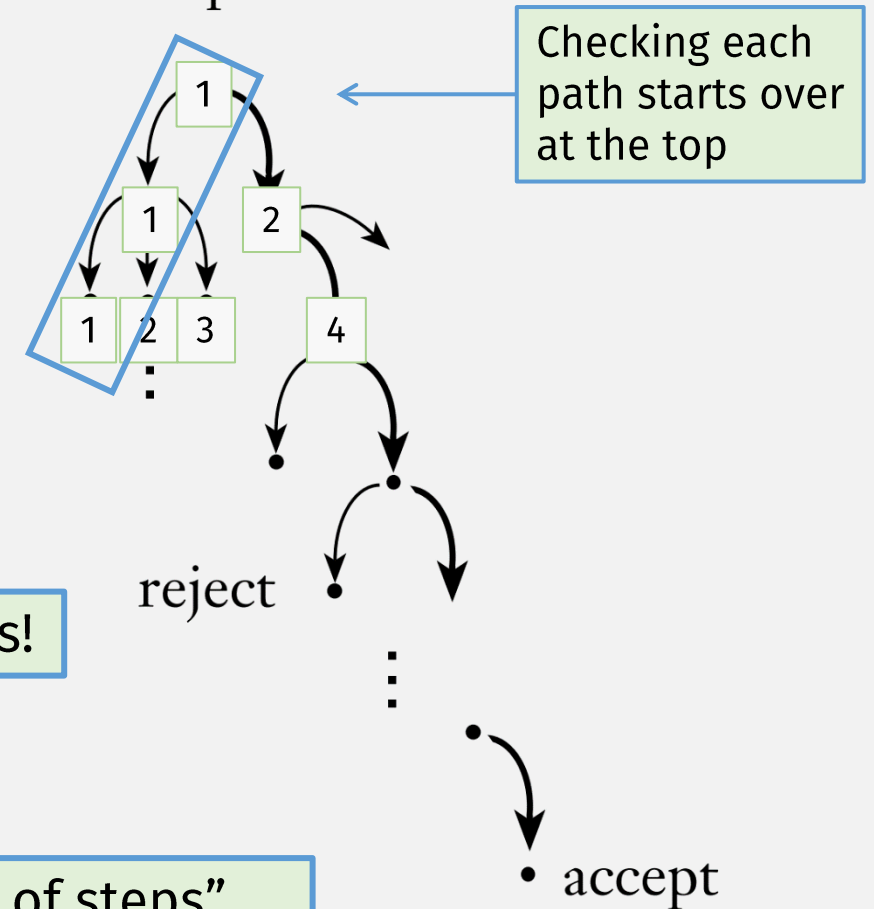 Checking each
path starts over
at the top
1
1
2
1
2
3
4
reject
s!
accept
of steps”